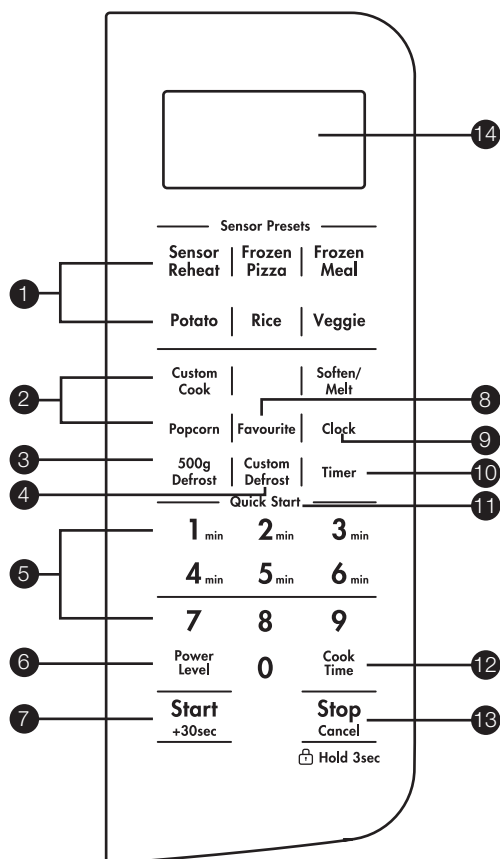 14
Sensor Presets
Sensor Reheat Frozen Pizza Frozen Meal
1
Potato Rice Veggie
Custom Cook Soften/ Melt
2
8
Popcorn Favourite Clock
9
3
500g Defrost Custom Defrost Timer
10
4
Quick Start
11
1 min 2 min 3 min
5
4 min 5 min 6 min
7 8 9
6
Power Level 0 Cook Time
12
7
Start Stop
13
+30sec Cancel
Hold 3sec